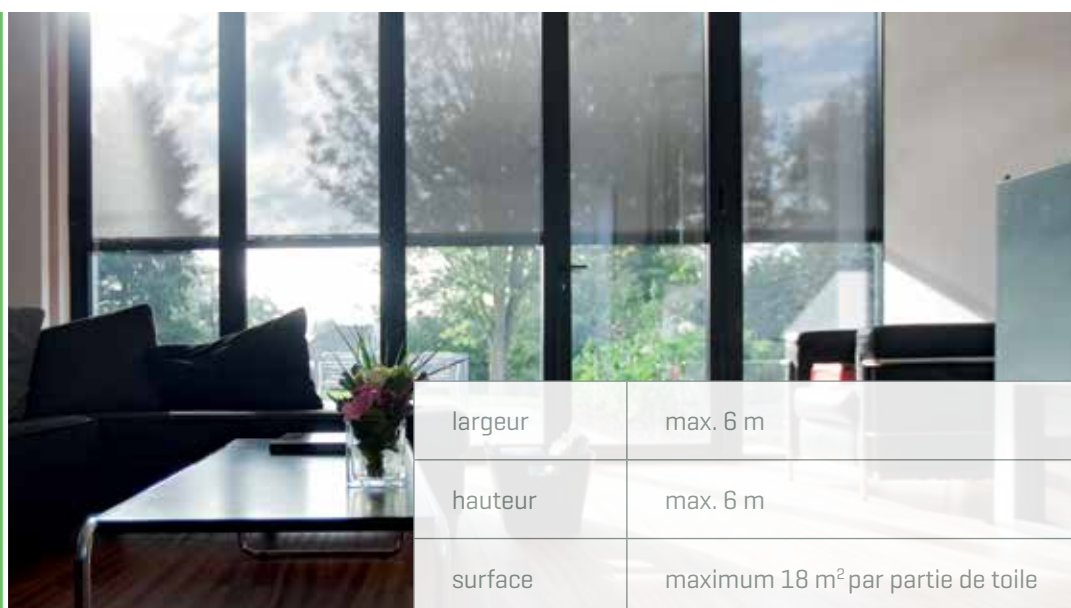 largeur max. 6 m
hauteur max. 6 m
surface maximum 18 m² par partie de toile